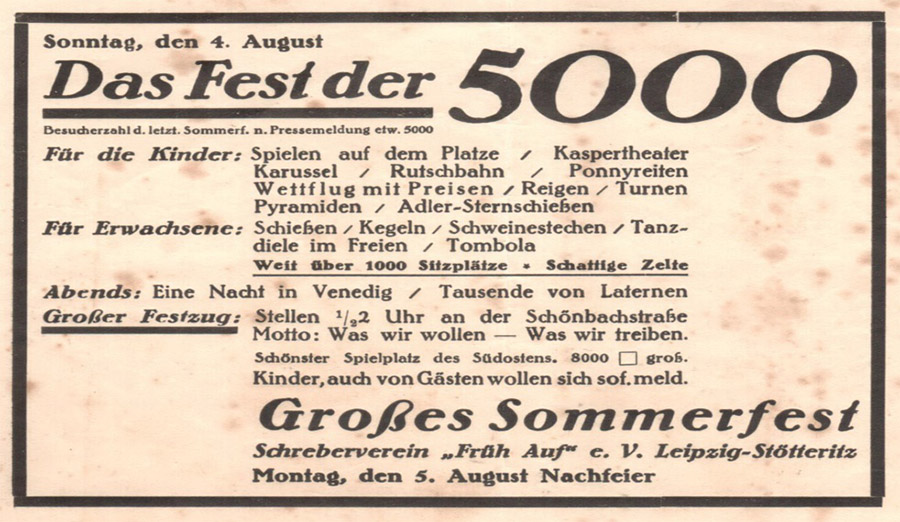 Sonntag, den 4. August
Das Fest der 5000
Besucherzahl d. letzt. Sommerf. n. Pressemeldung etw. 5000
Für die Kinder: Spielen auf dem Platze / Kaspertheater
Karussel / Rutschbahn / Ponnyreiten
Wettflug mit Preisen / Reigen / Turnen
Pyramiden / Adler-Sternschießen
Für Erwachsene: Schießen / Kegeln / Schweinestechen / Tanz-
diele im Freien / Tombola
Weit über 1000 Sitzplätze * Schattige Zelte
Abends: Eine Nacht in Venedig / Tausende von Laternen
Großer Festzug: Stellen 1/22 Uhr an der Schönbachstraße
Motto: Was wir wollen — Was wir treiben.
Schönster Spielplatz des Südostens. 8000 □ groß.
Kinder, auch von Gästen wollen sich sof. meld.
Großes Sommerfest
Schreberverein „Früh Auf“ e. V. Leipzig-Stötteritz
Montag, den 5. August Nachfeier